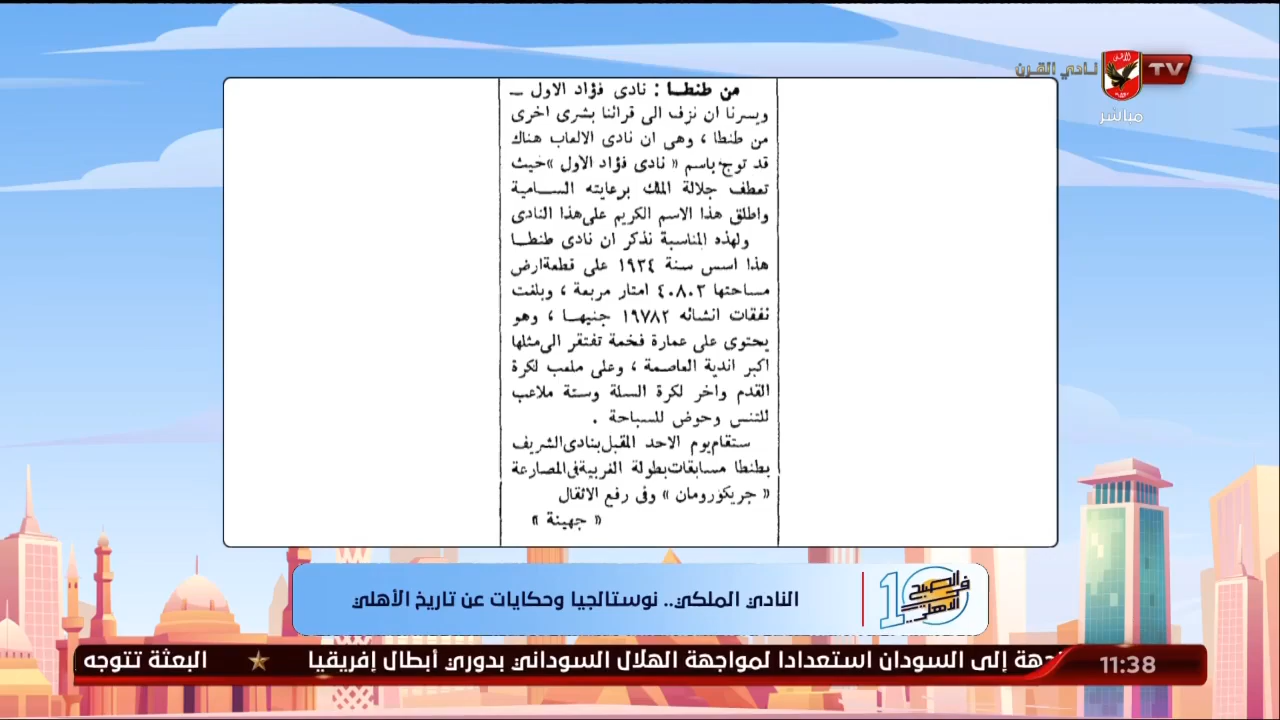 نادي القرن
TV
مباشر
من طنطا : نادى فؤاد الاول –
ويسرنا ان نزف الى قرائنا بشرى اخرى
من طنطا ، وهى ان نادى الالعاب هناك
قد توج باسم « نادى فؤاد الاول » حيث
تعطف جلالة الملك برعايته السامية
واطلق هذا الاسم الكريم على هذا النادى
ولهذه المناسبة نذكر ان نادى طنطا
هذا اسس سنة ١٩٣٤ على قطعة ارض
مساحتها ٤٠٨٠٣ امتار مربعة ، وبلغت
نفقات انشائه ١٩٧٨٢ جنيها ، وهو
يحتوى على عمارة فخمة تفتقر الى مثلها
اكبر اندية العاصمة ، وعلى ملعب لكرة
القدم واخر لكرة السلة وستة ملاعب
للتنس وحوض للسباحة .
ستقام يوم الاحد المقبل بنادى الشريف
بطنطا مسابقات بطولة الغربية فى المصارعة
« جريكورومان » وفى رفع الاثقال
« جهينة »
10 الصبح في الأهلي
النادي الملكي.. نوستالجيا وحكايات عن تاريخ الأهلي
جهة إلى السودان استعدادا لمواجهة الهلال السوداني بدوري أبطال إفريقيا ★ البعثة تتوجه
11:38